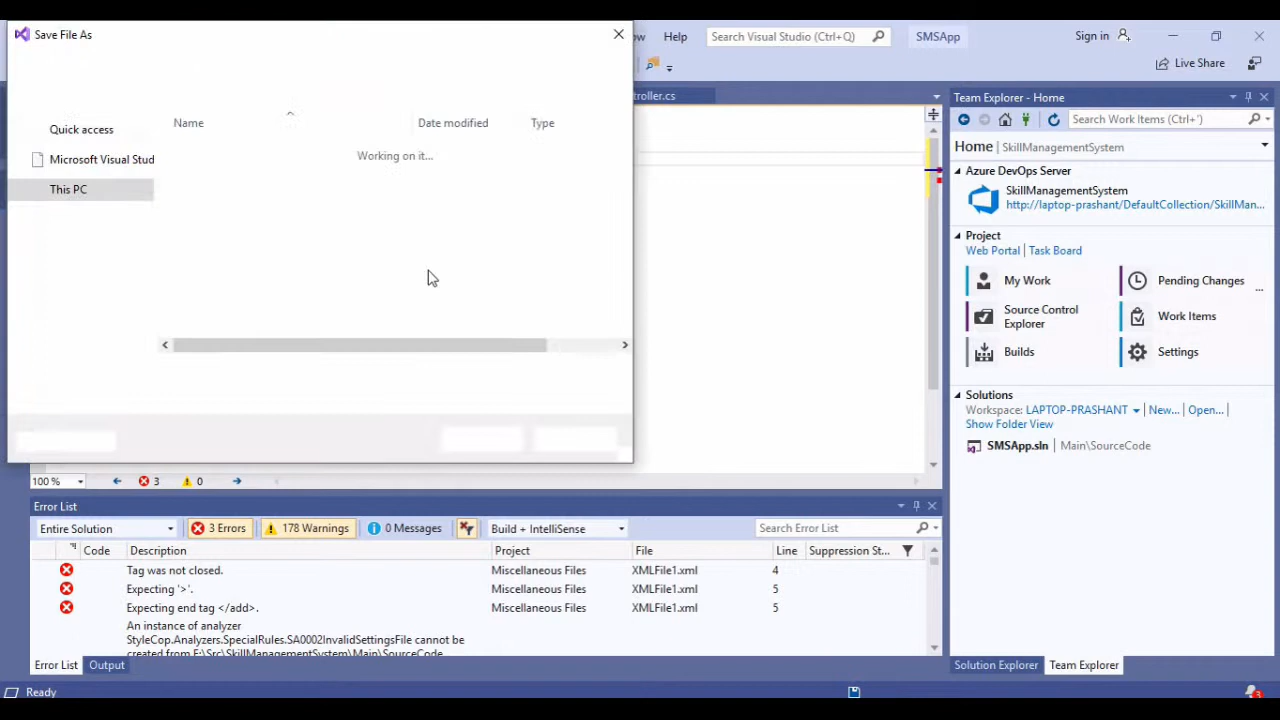 Save File As
ow Help Search Visual Studio (Ctrl+Q) SMSApp Sign in
Live Share
Quick access
Microsoft Visual Stud
This PC
Name Date modified Type
Working on it...
troller.cs
Team Explorer - Home
Search Work Items (Ctrl+')
Home | SkillManagementSystem
Azure DevOps Server
SkillManagementSystem
http://laptop-prashant/DefaultCollection/SkillMan...
Project
Web Portal | Task Board
My Work Pending Changes ...
Source Control Explorer Work Items
Builds Settings
Solutions
Workspace: LAPTOP-PRASHANT New... | Open... |
Show Folder View
SMSApp.sln Main\SourceCode
100 % 3 0
Error List
Entire Solution 3 Errors 178 Warnings 0 Messages Build + IntelliSense Search Error List
Code Description Project File Line Suppression St...
Tag was not closed. Miscellaneous Files XMLFile1.xml 4
Expecting '>'. Miscellaneous Files XMLFile1.xml 5
Expecting end tag </add>. Miscellaneous Files XMLFile1.xml 5
An instance of analyzer
StyleCop.Analyzers.SpecialRules.SA0002InvalidSettingsFile cannot be
created from F:\Src\SkillManagementSystem\Main\SourceCode
Error List Output Solution Explorer Team Explorer
Ready 3